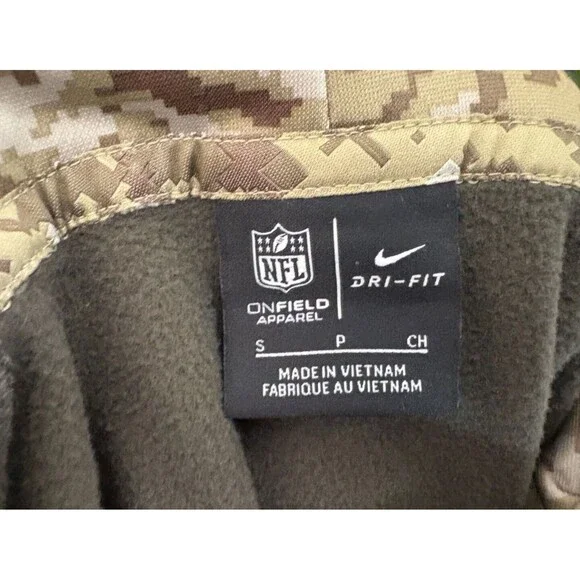 NFL
ONFIELD
APPAREL
DRI-FIT
S P CH
MADE IN VIETNAM
FABRIQUE AU VIETNAM